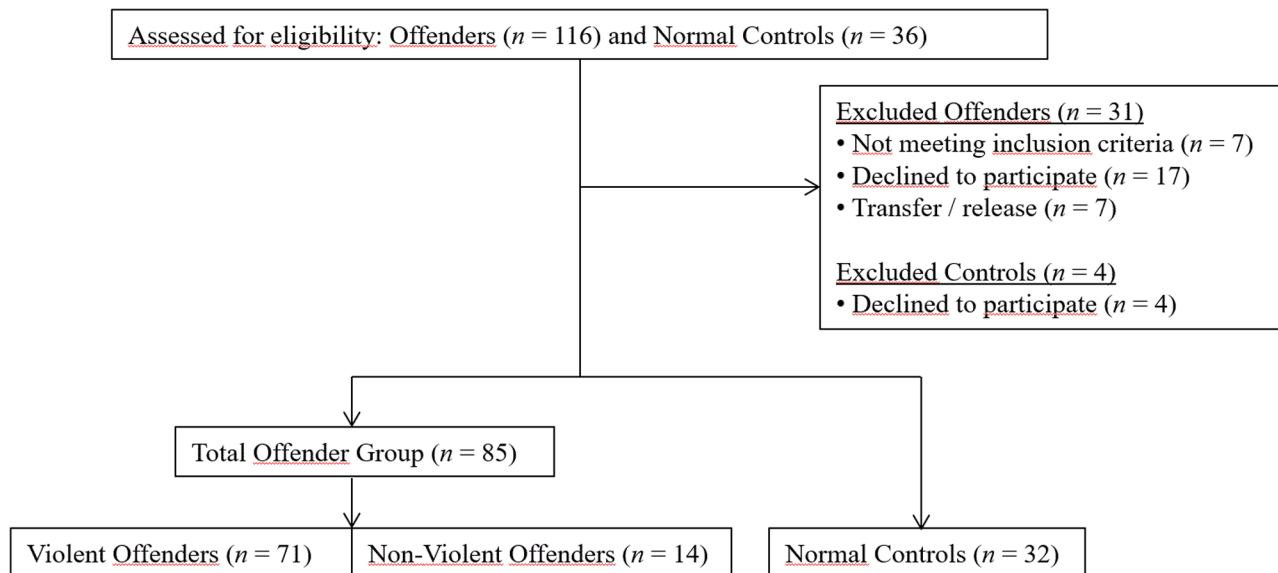 Assessed for eligibility: Offenders (n = 116) and Normal Controls (n = 36)
Excluded Offenders (n = 31)
• Not meeting inclusion criteria (n = 7)
• Declined to participate (n = 17)
• Transfer / release (n = 7)
Excluded Controls (n = 4)
• Declined to participate (n = 4)
Total Offender Group (n = 85)
Violent Offenders (n = 71)
Non-Violent Offenders (n = 14)
Normal Controls (n = 32)